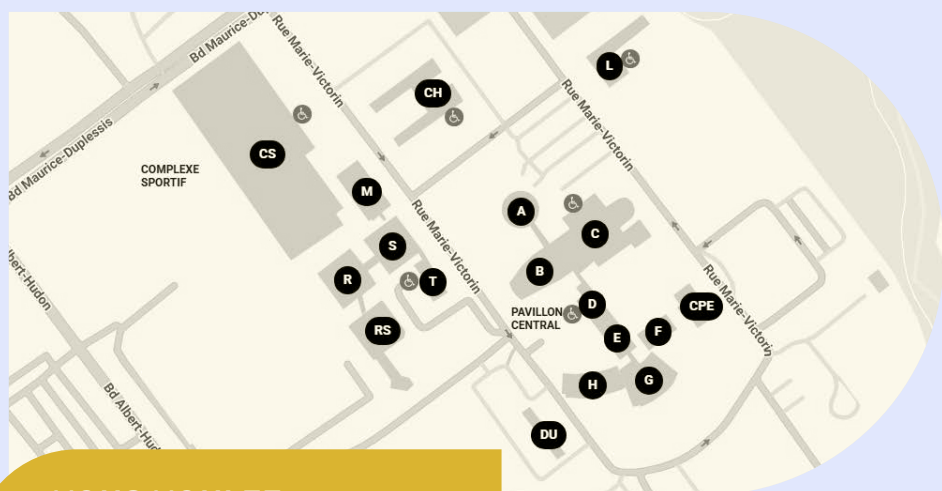 Bd Maurice-Du
Rue Marie-Victorin
L
CH
Rue Marie-Victorin
Bd Maurice-Duplessis
CS
COMPLEXE
SPORTIF
M
A
Rue Marie-Victorin
C
S
B
R
T
Rue Marie-Victorin
bert-Hudon
D
CPE
PAVILLON
CENTRAL
RS
F
E
G
H
Bd Albert-Hud
DU